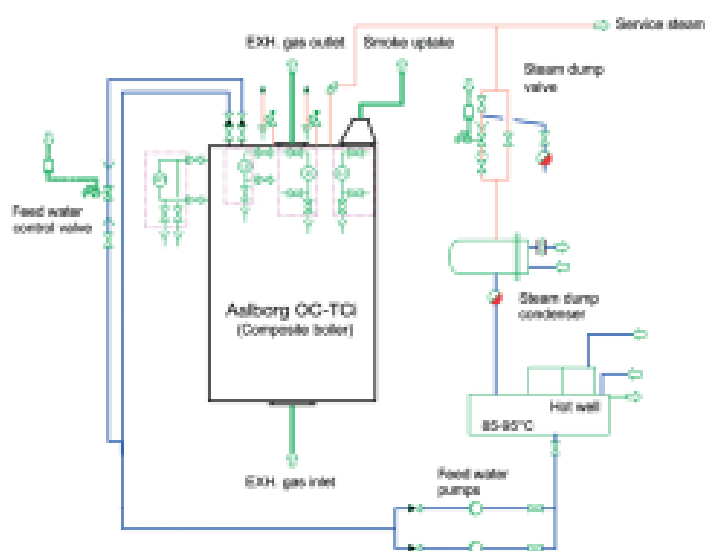 Service steam
EXH. gas outlet
Smoke uptake
Steam dump
valve
Feed water
control valve
Aalborg OC-TCi
(Composite boiler)
Steam dump
condenser
Hot well
85-95°C
EXH. gas inlet
Feed water
pumps